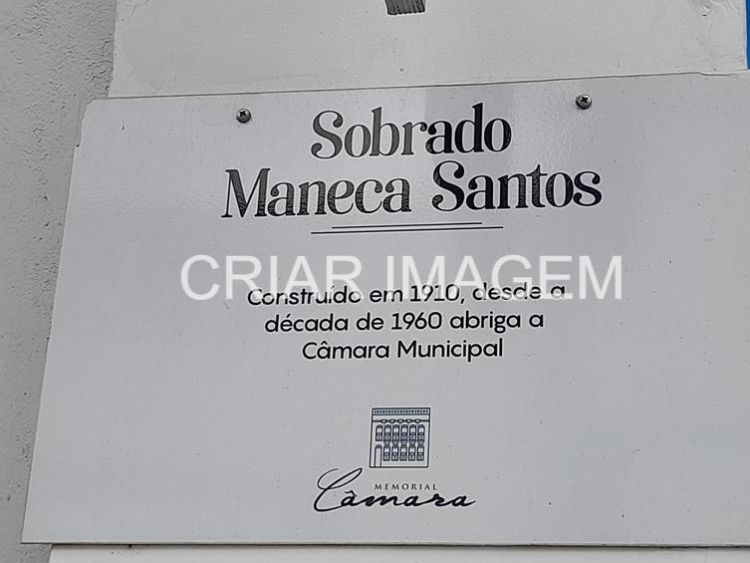 Sobrado
Maneca Santos
CRIAR IMAGEM
Construído em 1910, desde a
década de 1960 abriga a
Câmara Municipal
MEMORIAL
Câmara